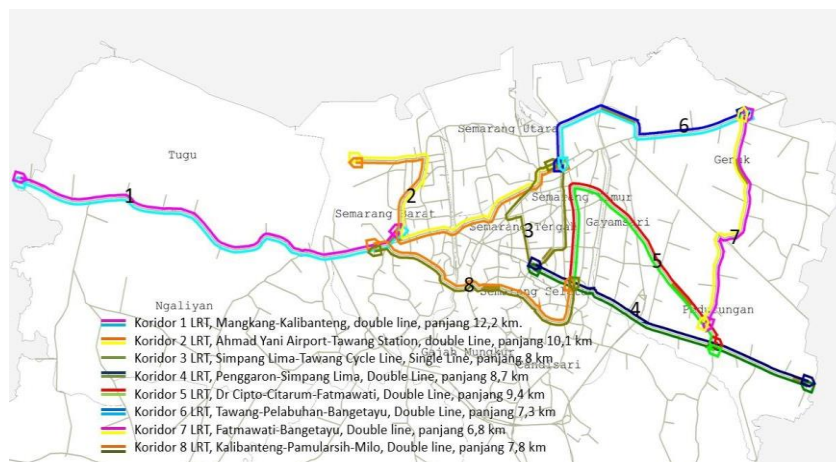 6
Semarang Utara
Tugu
Genuk
1
2
Semarang Timur
Semarang Barat
3
Semarang Tengah
Gayamsari
7
5
8
Semarang Selatan
4
Pedurungan
Ngaliyan
Koridor 1 LRT, Mangkang-Kalibanteng, double line, panjang 12,2 km.
Koridor 2 LRT, Ahmad Yani Airport-Tawang Station, double Line, panjang 10,1 km
Koridor 3 LRT, Simpang Lima-Tawang Cycle Line, Single Line, panjang 8 km
Gajah Mungkur
Koridor 4 LRT, Penggaron-Simpang Lima, Double Line, panjang 8,7 km
Candisari
Koridor 5 LRT, Dr Cipto-Citarum-Fatmawati, Double Line, panjang 9,4 km
Koridor 6 LRT, Tawang-Pelabuhan-Bangetayu, Double Line, panjang 7,3 km
Koridor 7 LRT, Fatmawati-Bangetayu, Double line, panjang 6,8 km
Koridor 8 LRT, Kalibanteng-Pamularsih-Milo, Double line, panjang 7,8 km